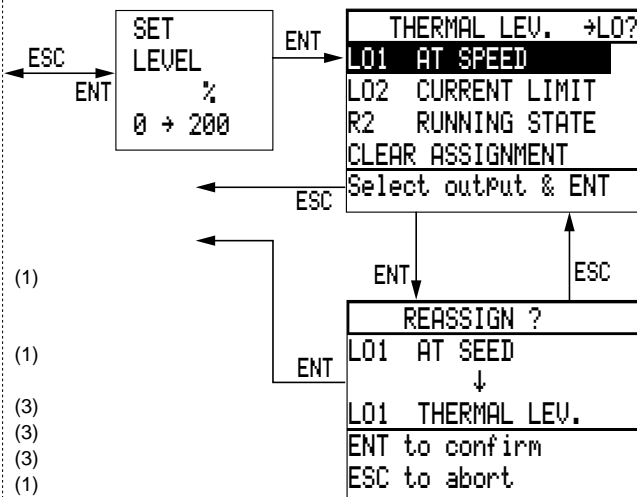 SET
LEVEL
%
0 → 200
ESC
ENT
ENT
THERMAL LEV. →LO?
LO1 AT SPEED
LO2 CURRENT LIMIT
R2 RUNNING STATE
CLEAR ASSIGNMENT
Select output & ENT
ESC
ENT
ESC
REASSIGN ?
LO1 AT SEED
↓
LO1 THERMAL LEV.
ENT to confirm
ESC to abort
ENT
(1)
(1)
(3)
(3)
(3)
(1)